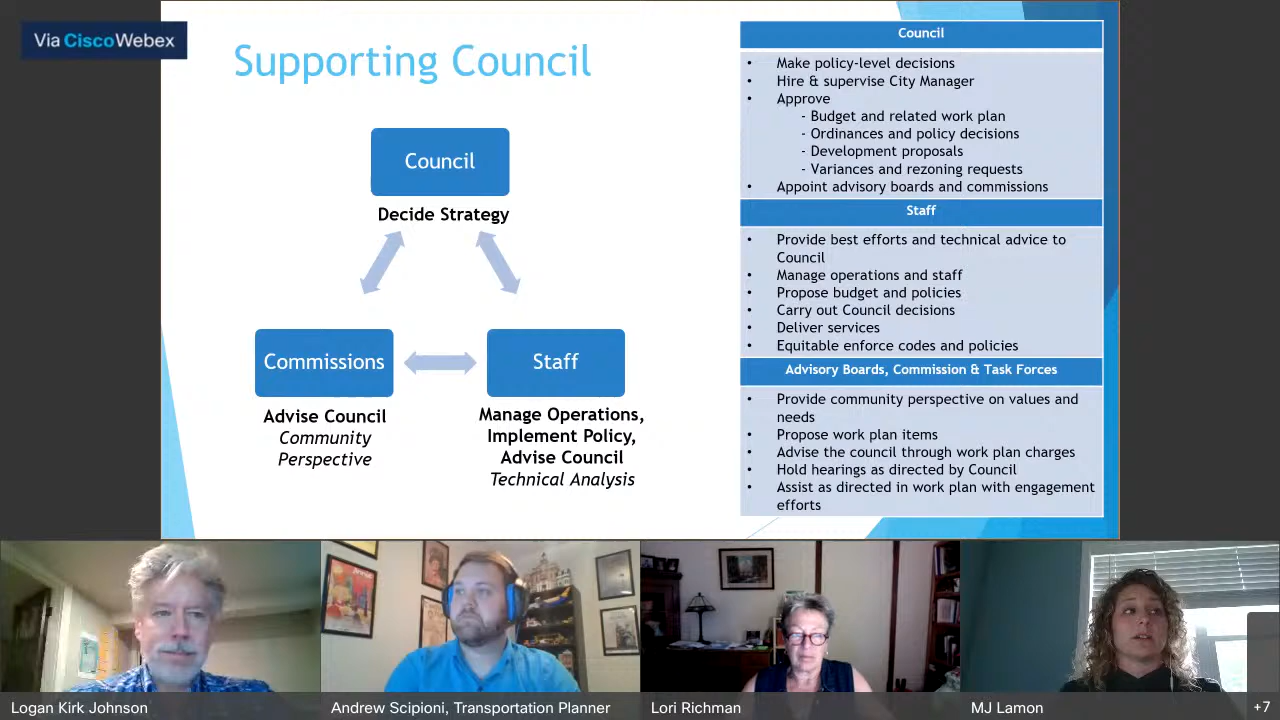 Via Cisco Webex
Supporting Council
Council
Decide Strategy
Commissions
Advise Council
Community
Perspective
Staff
Manage Operations,
Implement Policy,
Advise Council
Technical Analysis
Council
• Make policy-level decisions
• Hire & supervise City Manager
• Approve
- Budget and related work plan
- Ordinances and policy decisions
- Development proposals
- Variances and rezoning requests
• Appoint advisory boards and commissions
Staff
• Provide best efforts and technical advice to
Council
• Manage operations and staff
• Propose budget and policies
• Carry out Council decisions
• Deliver services
• Equitable enforce codes and policies
Advisory Boards, Commission & Task Forces
• Provide community perspective on values and
needs
• Propose work plan items
• Advise the council through work plan charges
• Hold hearings as directed by Council
• Assist as directed in work plan with engagement
efforts
Logan Kirk Johnson
Andrew Scipioni, Transportation Planner
Lori Richman
MJ Lamon
+7